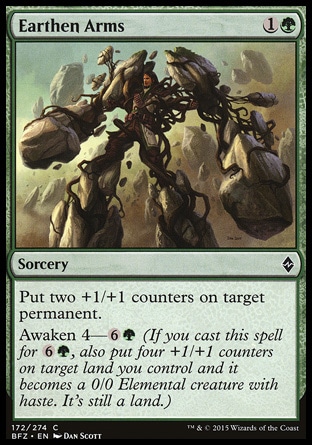 Earthen Arms 1
Sorcery
Put two +1/+1 counters on target
permanent.
Awaken 4—6 (If you cast this spell
for 6, also put four +1/+1 counters
on target land you control and it
becomes a 0/0 Elemental creature with
haste. It's still a land.)
172/274 C
BFZ • EN Dan Scott
™ & © 2015 Wizards of the Coast